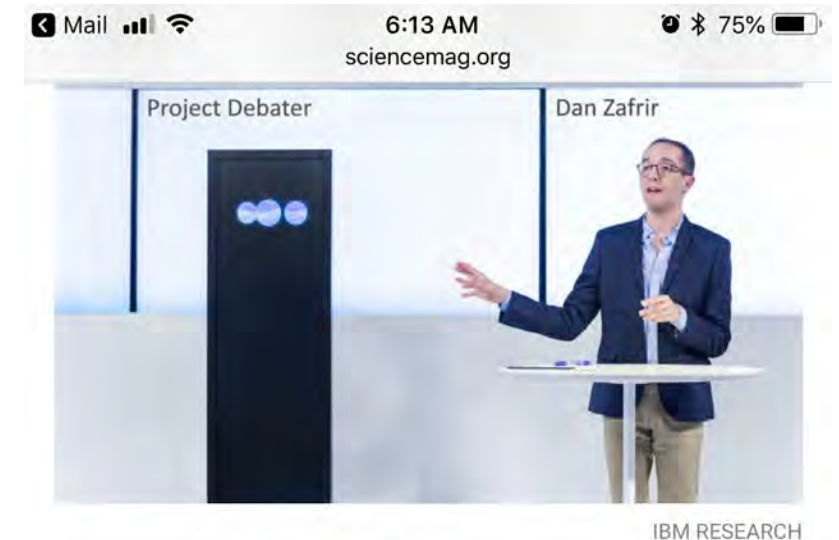 Mail 6:13 AM 75%
sciencemag.org
Project Debater Dan Zafrir
IBM RESEARCH